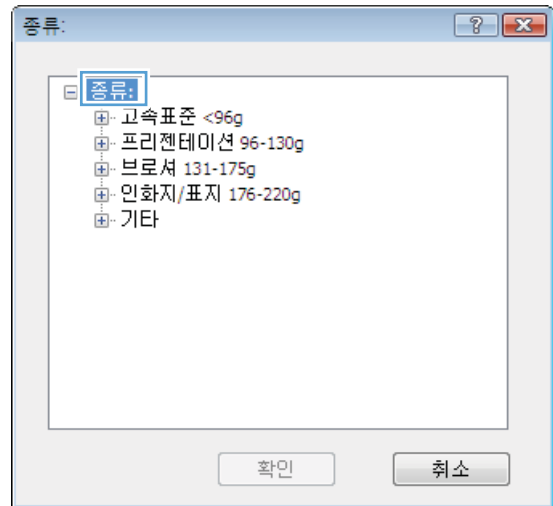 종류:
종류:
고속표준 <96g
프리젠테이션 96-130g
브로셔 131-175g
인화지/표지 176-220g
기타
확인 취소